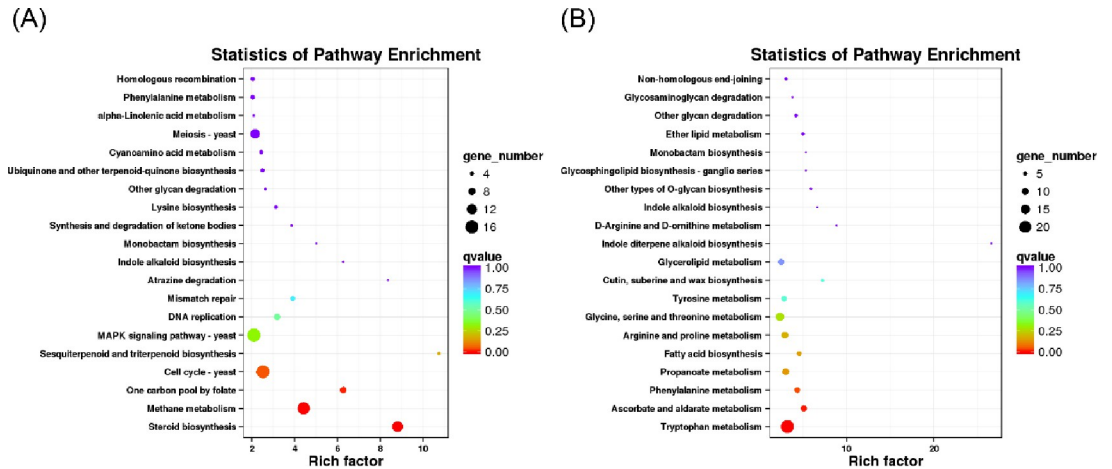 (A)
Statistics of Pathway Enrichment
Homologous recombination
Phenylalanine metabolism
alpha-Linolenic acid metabolism
Meiosis - yeast
Cyanoamino acid metabolism
Ubiquinone and other terpenoid-quinone biosynthesis
Other glycan degradation
Lysine biosynthesis
Synthesis and degradation of ketone bodies
Monobactam biosynthesis
Indole alkaloid biosynthesis
Atrazine degradation
Mismatch repair
DNA replication
MAPK signaling pathway - yeast
Sesquiterpenoid and triterpenoid biosynthesis
Cell cycle - yeast
One carbon pool by folate
Methane metabolism
Steroid biosynthesis
2 4 6 8 10
Rich factor
gene_number
4
8
12
16
qvalue
1.00
0.75
0.50
0.25
0.00
(B)
Statistics of Pathway Enrichment
Non-homologous end-joining
Glycosaminoglycan degradation
Other glycan degradation
Ether lipid metabolism
Monobactam biosynthesis
Glycosphingolipid biosynthesis - ganglio series
Other types of O-glycan biosynthesis
Indole alkaloid biosynthesis
D-Arginine and D-ornithine metabolism
Indole diterpene alkaloid biosynthesis
Glycerolipid metabolism
Cutin, suberine and wax biosynthesis
Tyrosine metabolism
Glycine, serine and threonine metabolism
Arginine and proline metabolism
Fatty acid biosynthesis
Propanoate metabolism
Phenylalanine metabolism
Ascorbate and aldarate metabolism
Tryptophan metabolism
10 20
Rich factor
gene_number
5
10
15
20
qvalue
1.00
0.75
0.50
0.25
0.00